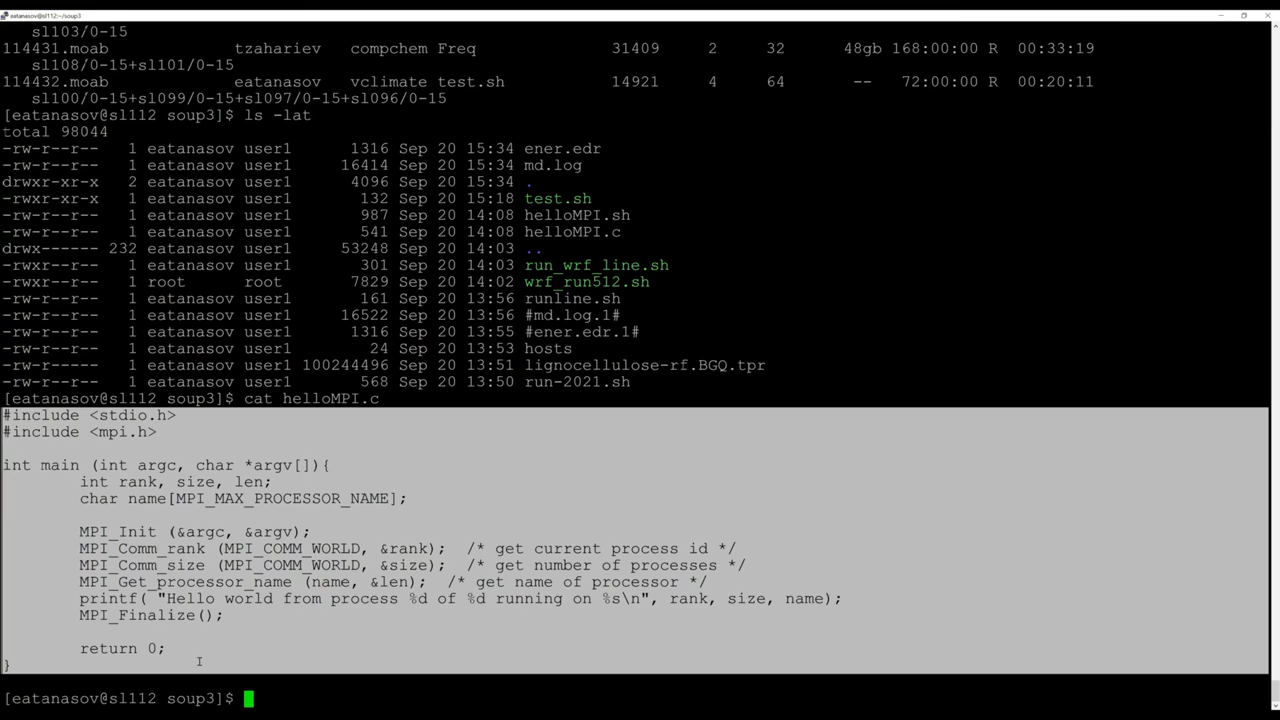 eatanasov@sl112:~/soup3
sl103/0-15
114431.moab tzahariev compchem Freq 31409 2 32 48gb 168:00:00 R 00:33:19
sl108/0-15+sl101/0-15
114432.moab eatanasov vclimate test.sh 14921 4 64 -- 72:00:00 R 00:20:11
sl100/0-15+sl099/0-15+sl097/0-15+sl096/0-15
[eatanasov@sl112 soup3]$ ls -lat
total 98044
-rw-r--r-- 1 eatanasov user1 1316 Sep 20 15:34 ener.edr
-rw-r--r-- 1 eatanasov user1 16414 Sep 20 15:34 md.log
drwxr-xr-x 2 eatanasov user1 4096 Sep 20 15:34 .
-rwxr-xr-x 1 eatanasov user1 132 Sep 20 15:18 test.sh
-rw-r--r-- 1 eatanasov user1 987 Sep 20 14:08 helloMPI.sh
-rw-r--r-- 1 eatanasov user1 541 Sep 20 14:08 helloMPI.c
drwx------ 232 eatanasov user1 53248 Sep 20 14:03 ..
-rwxr--r-- 1 eatanasov user1 301 Sep 20 14:03 run_wrf_line.sh
-rwxr--r-- 1 root root 7829 Sep 20 14:02 wrf_run512.sh
-rw-r--r-- 1 eatanasov user1 161 Sep 20 13:56 runline.sh
-rw-r--r-- 1 eatanasov user1 16522 Sep 20 13:56 #md.log.1#
-rw-r--r-- 1 eatanasov user1 1316 Sep 20 13:55 #ener.edr.1#
-rw-r--r-- 1 eatanasov user1 24 Sep 20 13:53 hosts
-rw-r----- 1 eatanasov user1 100244496 Sep 20 13:51 lignocellulose-rf.BGQ.tpr
-rw-r--r-- 1 eatanasov user1 568 Sep 20 13:50 run-2021.sh
[eatanasov@sl112 soup3]$ cat helloMPI.c
#include <stdio.h>
#include <mpi.h>
int main (int argc, char *argv[]){
int rank, size, len;
char name[MPI_MAX_PROCESSOR_NAME];
MPI_Init (&argc, &argv);
MPI_Comm_rank (MPI_COMM_WORLD, &rank); /* get current process id */
MPI_Comm_size (MPI_COMM_WORLD, &size); /* get number of processes */
MPI_Get_processor_name (name, &len); /* get name of processor */
printf( "Hello world from process %d of %d running on %s\n", rank, size, name);
MPI_Finalize();
return 0;
}
[eatanasov@sl112 soup3]$